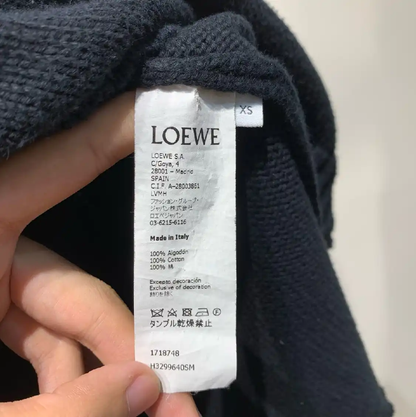 XS
LOEWE
LOEWE S.A.
C/Goya, 4
28001 – Madrid
SPAIN
C.I.F. A-28003861
LVMH
ファッション・グループ・
ジャパン株式会社
ロエベジャパン
03-6215-6116
Made in Italy
100% Algodón
100% Cotton
100% 綿
Excepto decoración
Exclusive of decoration
タンブル乾燥禁止
1718748
H3299640SM